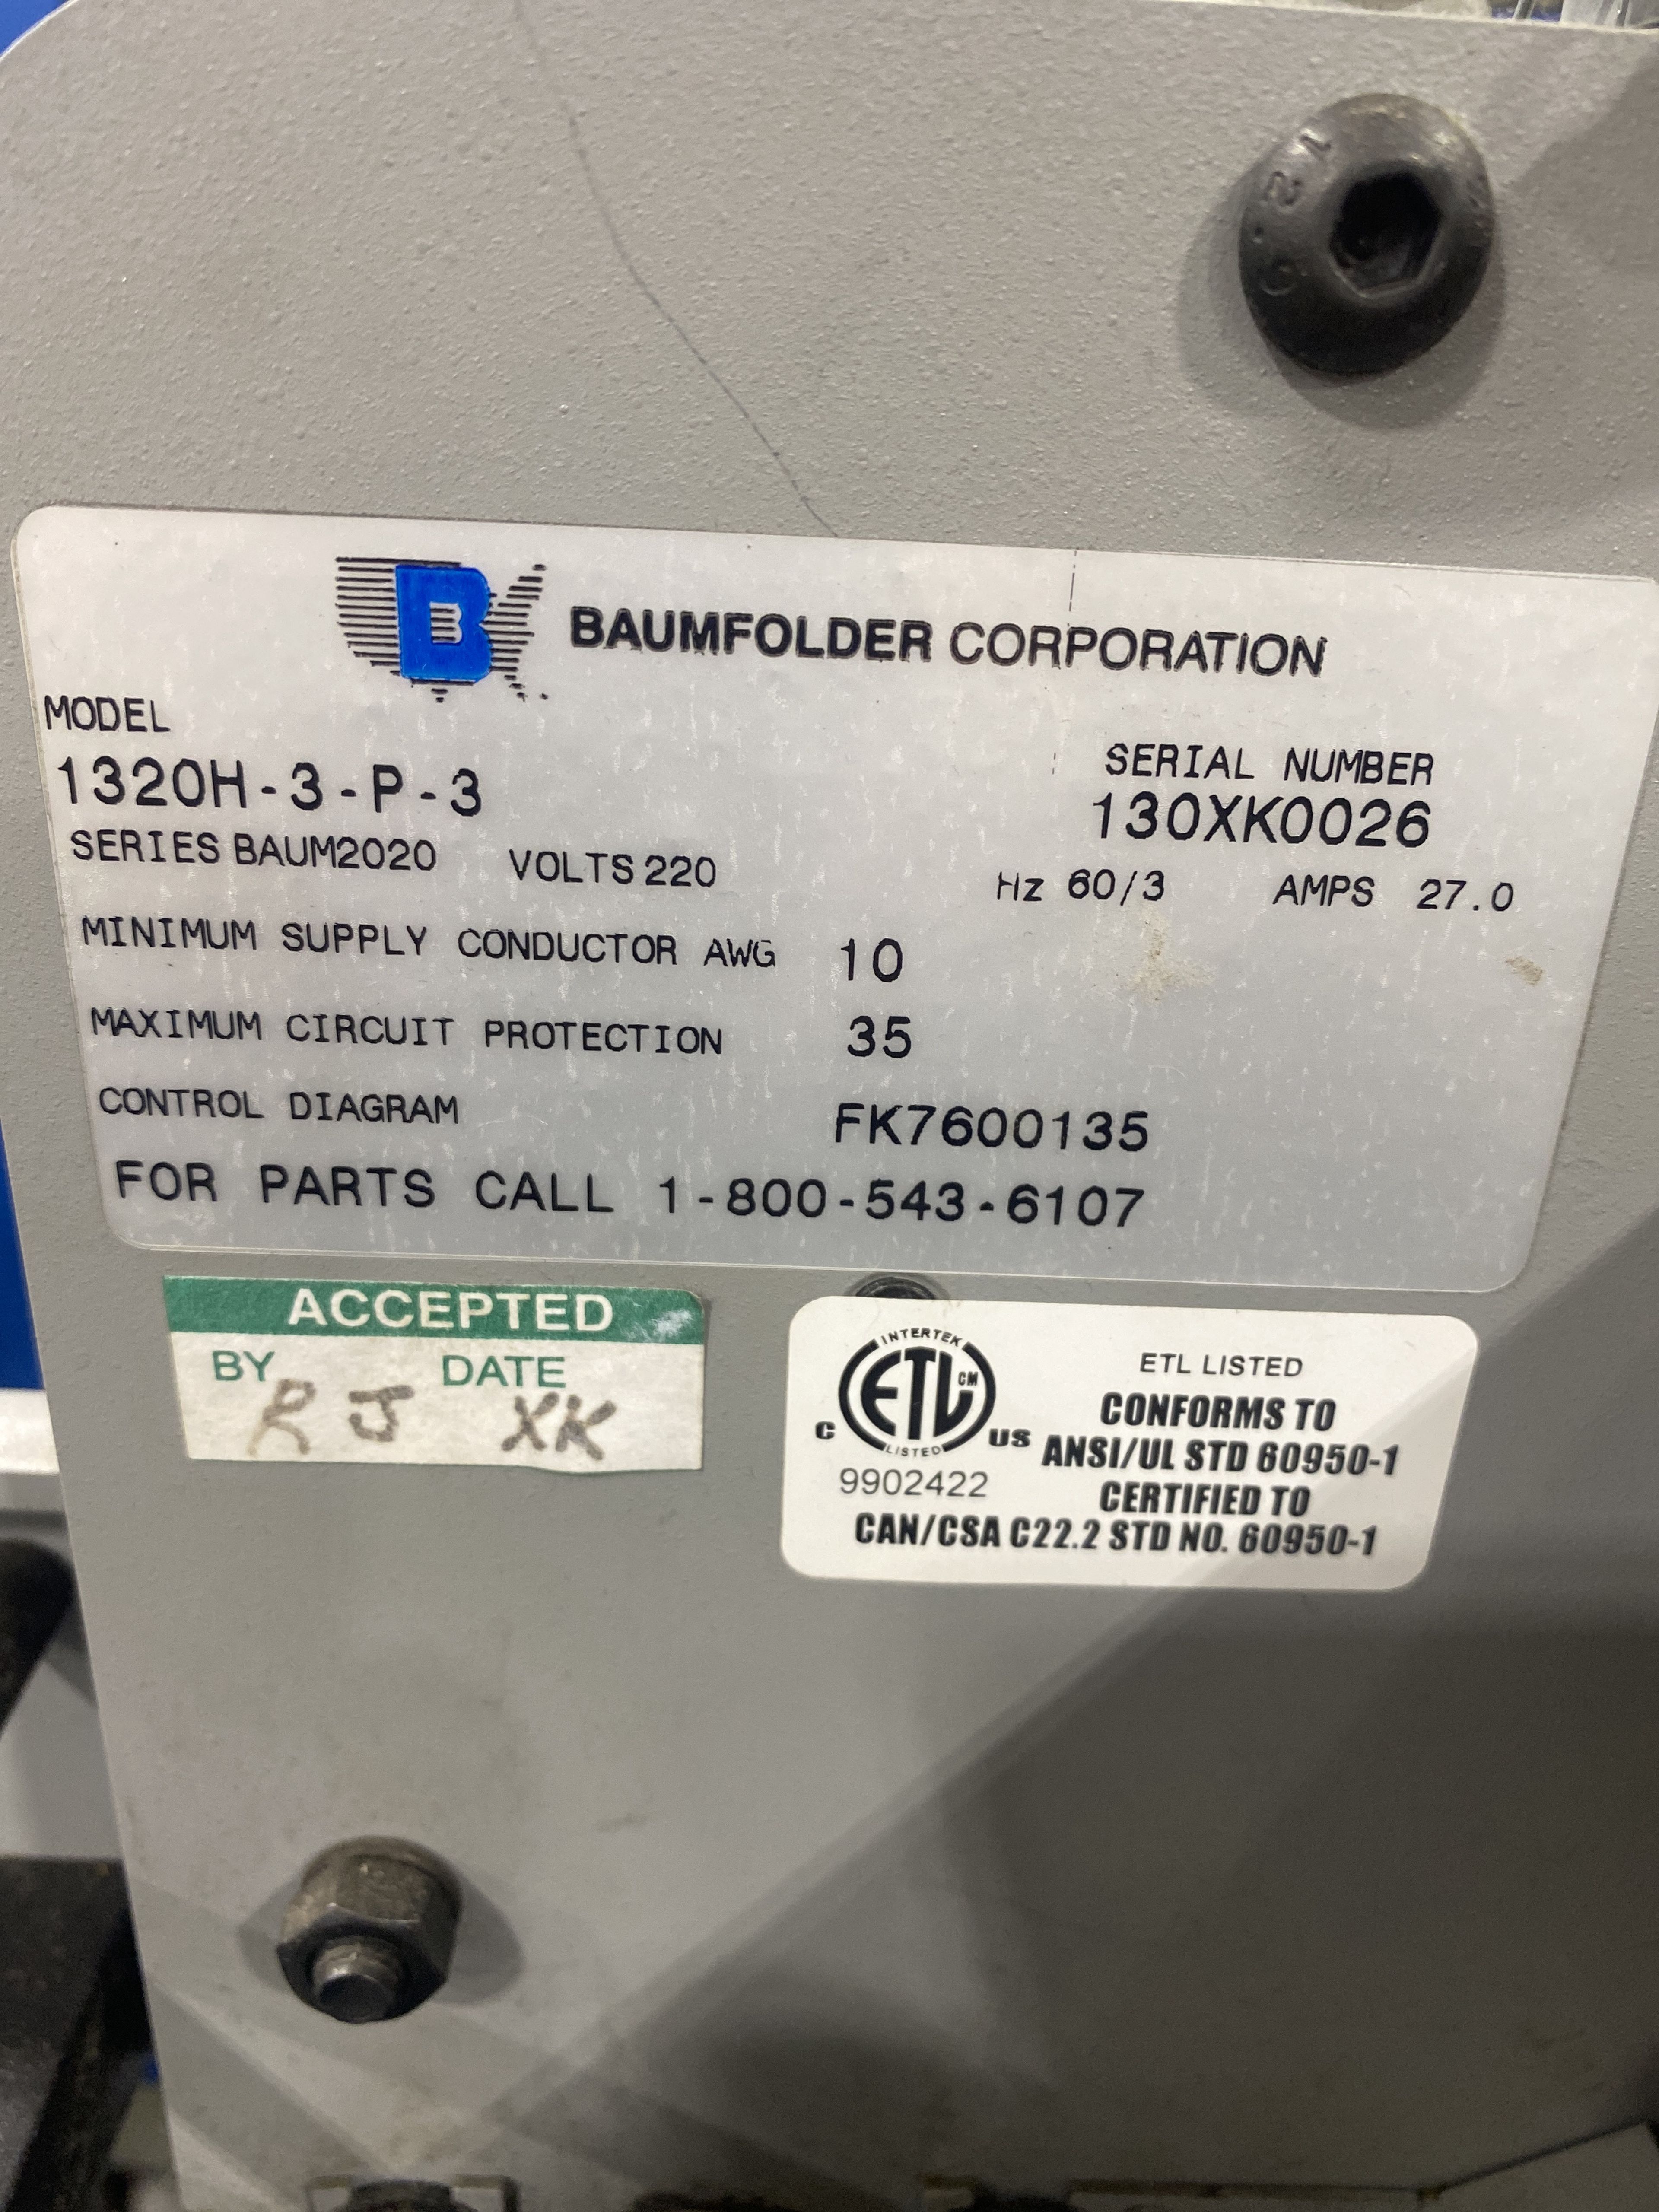 B BAUMFOLDER CORPORATION
MODEL
1320H-3-P-3
SERIAL NUMBER
130XK0026
SERIES BAUM2020 VOLTS 220 Hz 60/3 AMPS 27.0
MINIMUM SUPPLY CONDUCTOR AWG 10
MAXIMUM CIRCUIT PROTECTION 35
CONTROL DIAGRAM FK7600135
FOR PARTS CALL 1-800-543-6107
ACCEPTED
BY DATE
RJ XK
INTERTEK
ETL CM
LISTED
C US
9902422
ETL LISTED
CONFORMS TO
ANSI/UL STD 60950-1
CERTIFIED TO
CAN/CSA C22.2 STD NO. 60950-1